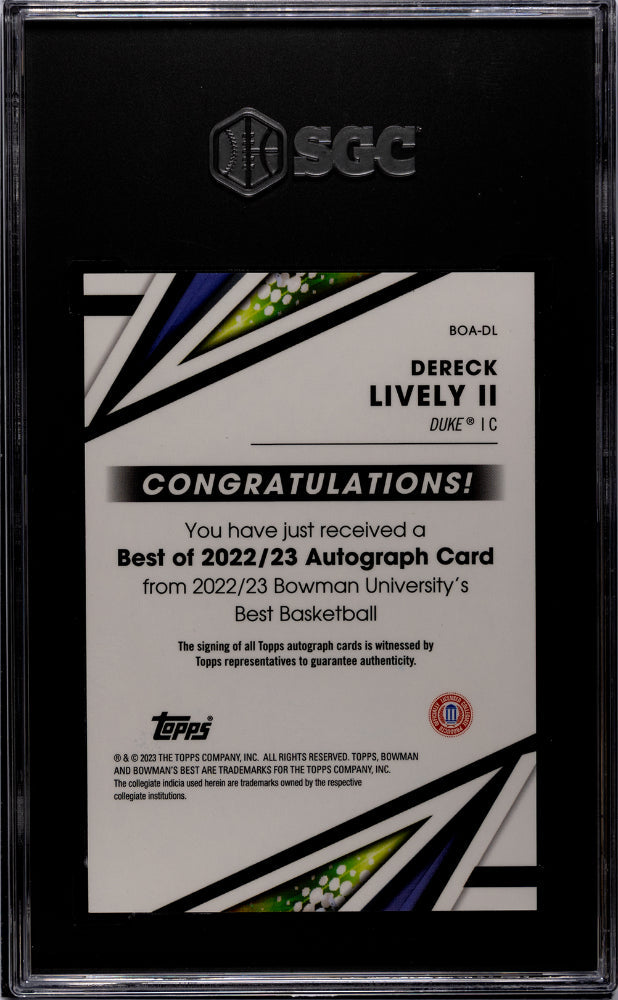 SGC
BOA-DL
DERECK
LIVELY II
DUKE® | C
CONGRATULATIONS!
You have just received a
Best of 2022/23 Autograph Card
from 2022/23 Bowman University's
Best Basketball
The signing of all Topps autograph cards is witnessed by
Topps representatives to guarantee authenticity.
topps®
® & © 2023 THE TOPPS COMPANY, INC. ALL RIGHTS RESERVED. TOPPS, BOWMAN
AND BOWMAN'S BEST ARE TRADEMARKS FOR THE TOPPS COMPANY, INC.
The collegiate indicia used herein are trademarks owned by the respective
collegiate institutions.